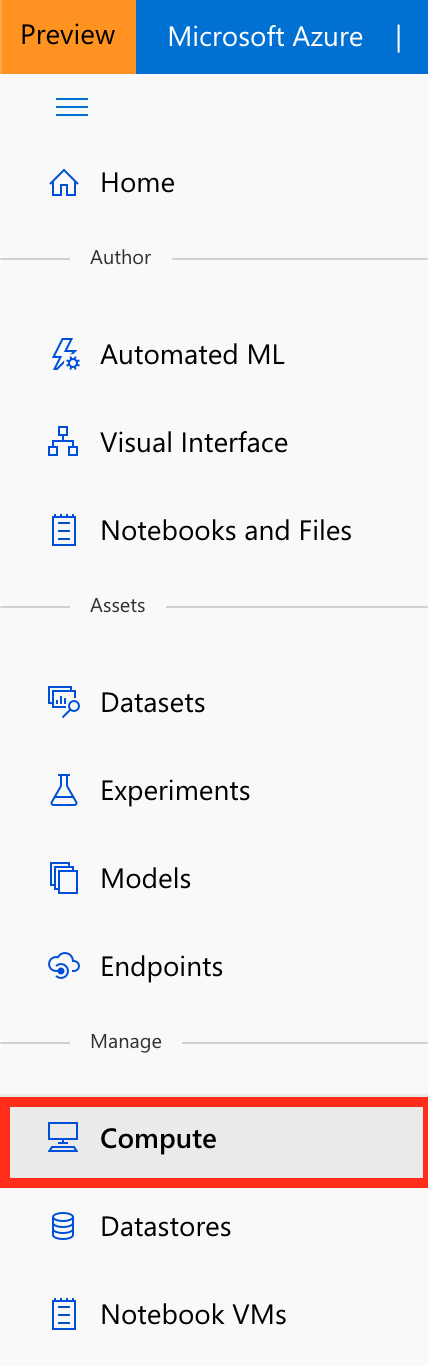 Preview Microsoft Azure |
Home
Author
Automated ML
Visual Interface
Notebooks and Files
Assets
Datasets
Experiments
Models
Endpoints
Manage
Compute
Datastores
Notebook VMs